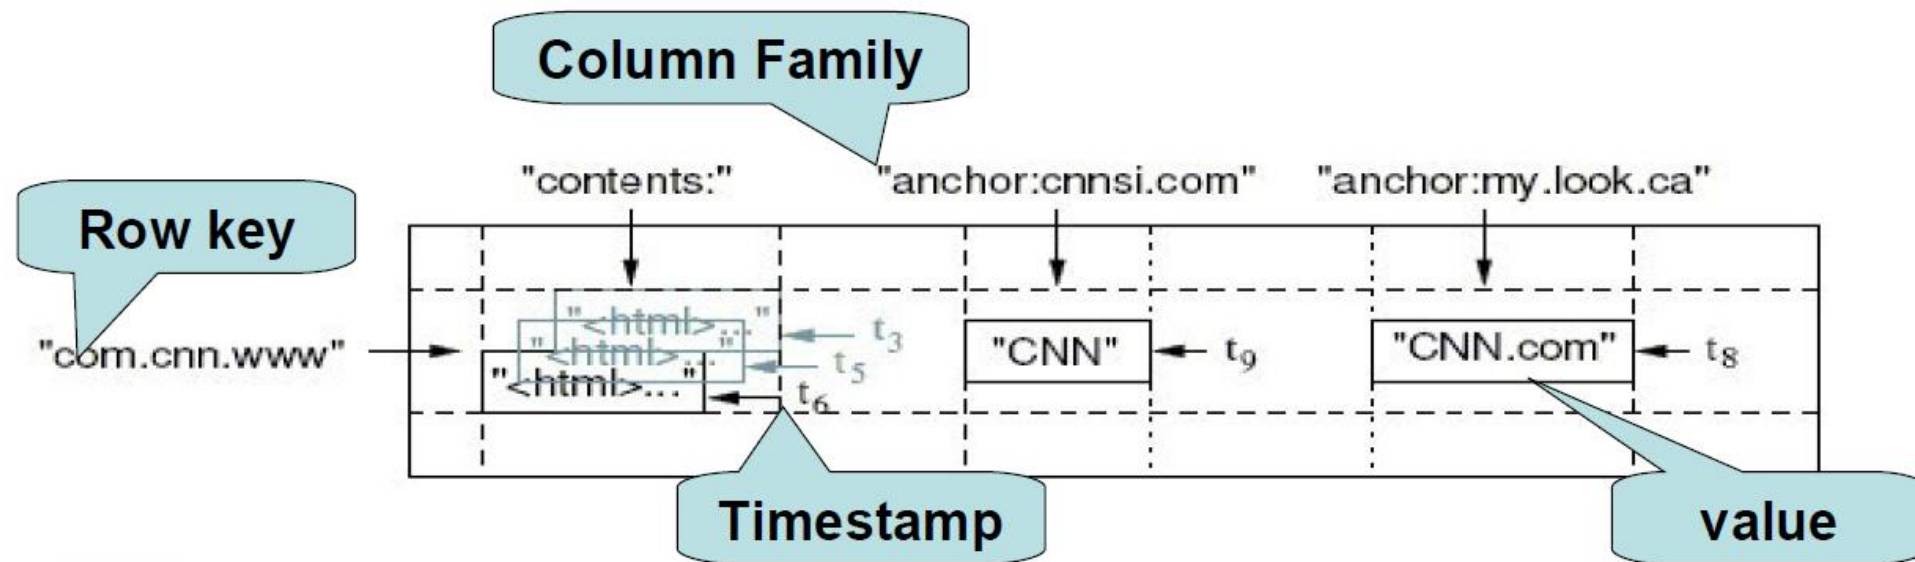 Column Family
"contents:"
"anchor:cnnsi.com"
"anchor:my.look.ca"
Row key
"com.cnn.www"
"<html>..."
t3
"<html>..."
t5
"<html>..."
t6
"CNN"
t9
"CNN.com"
t8
Timestamp
value